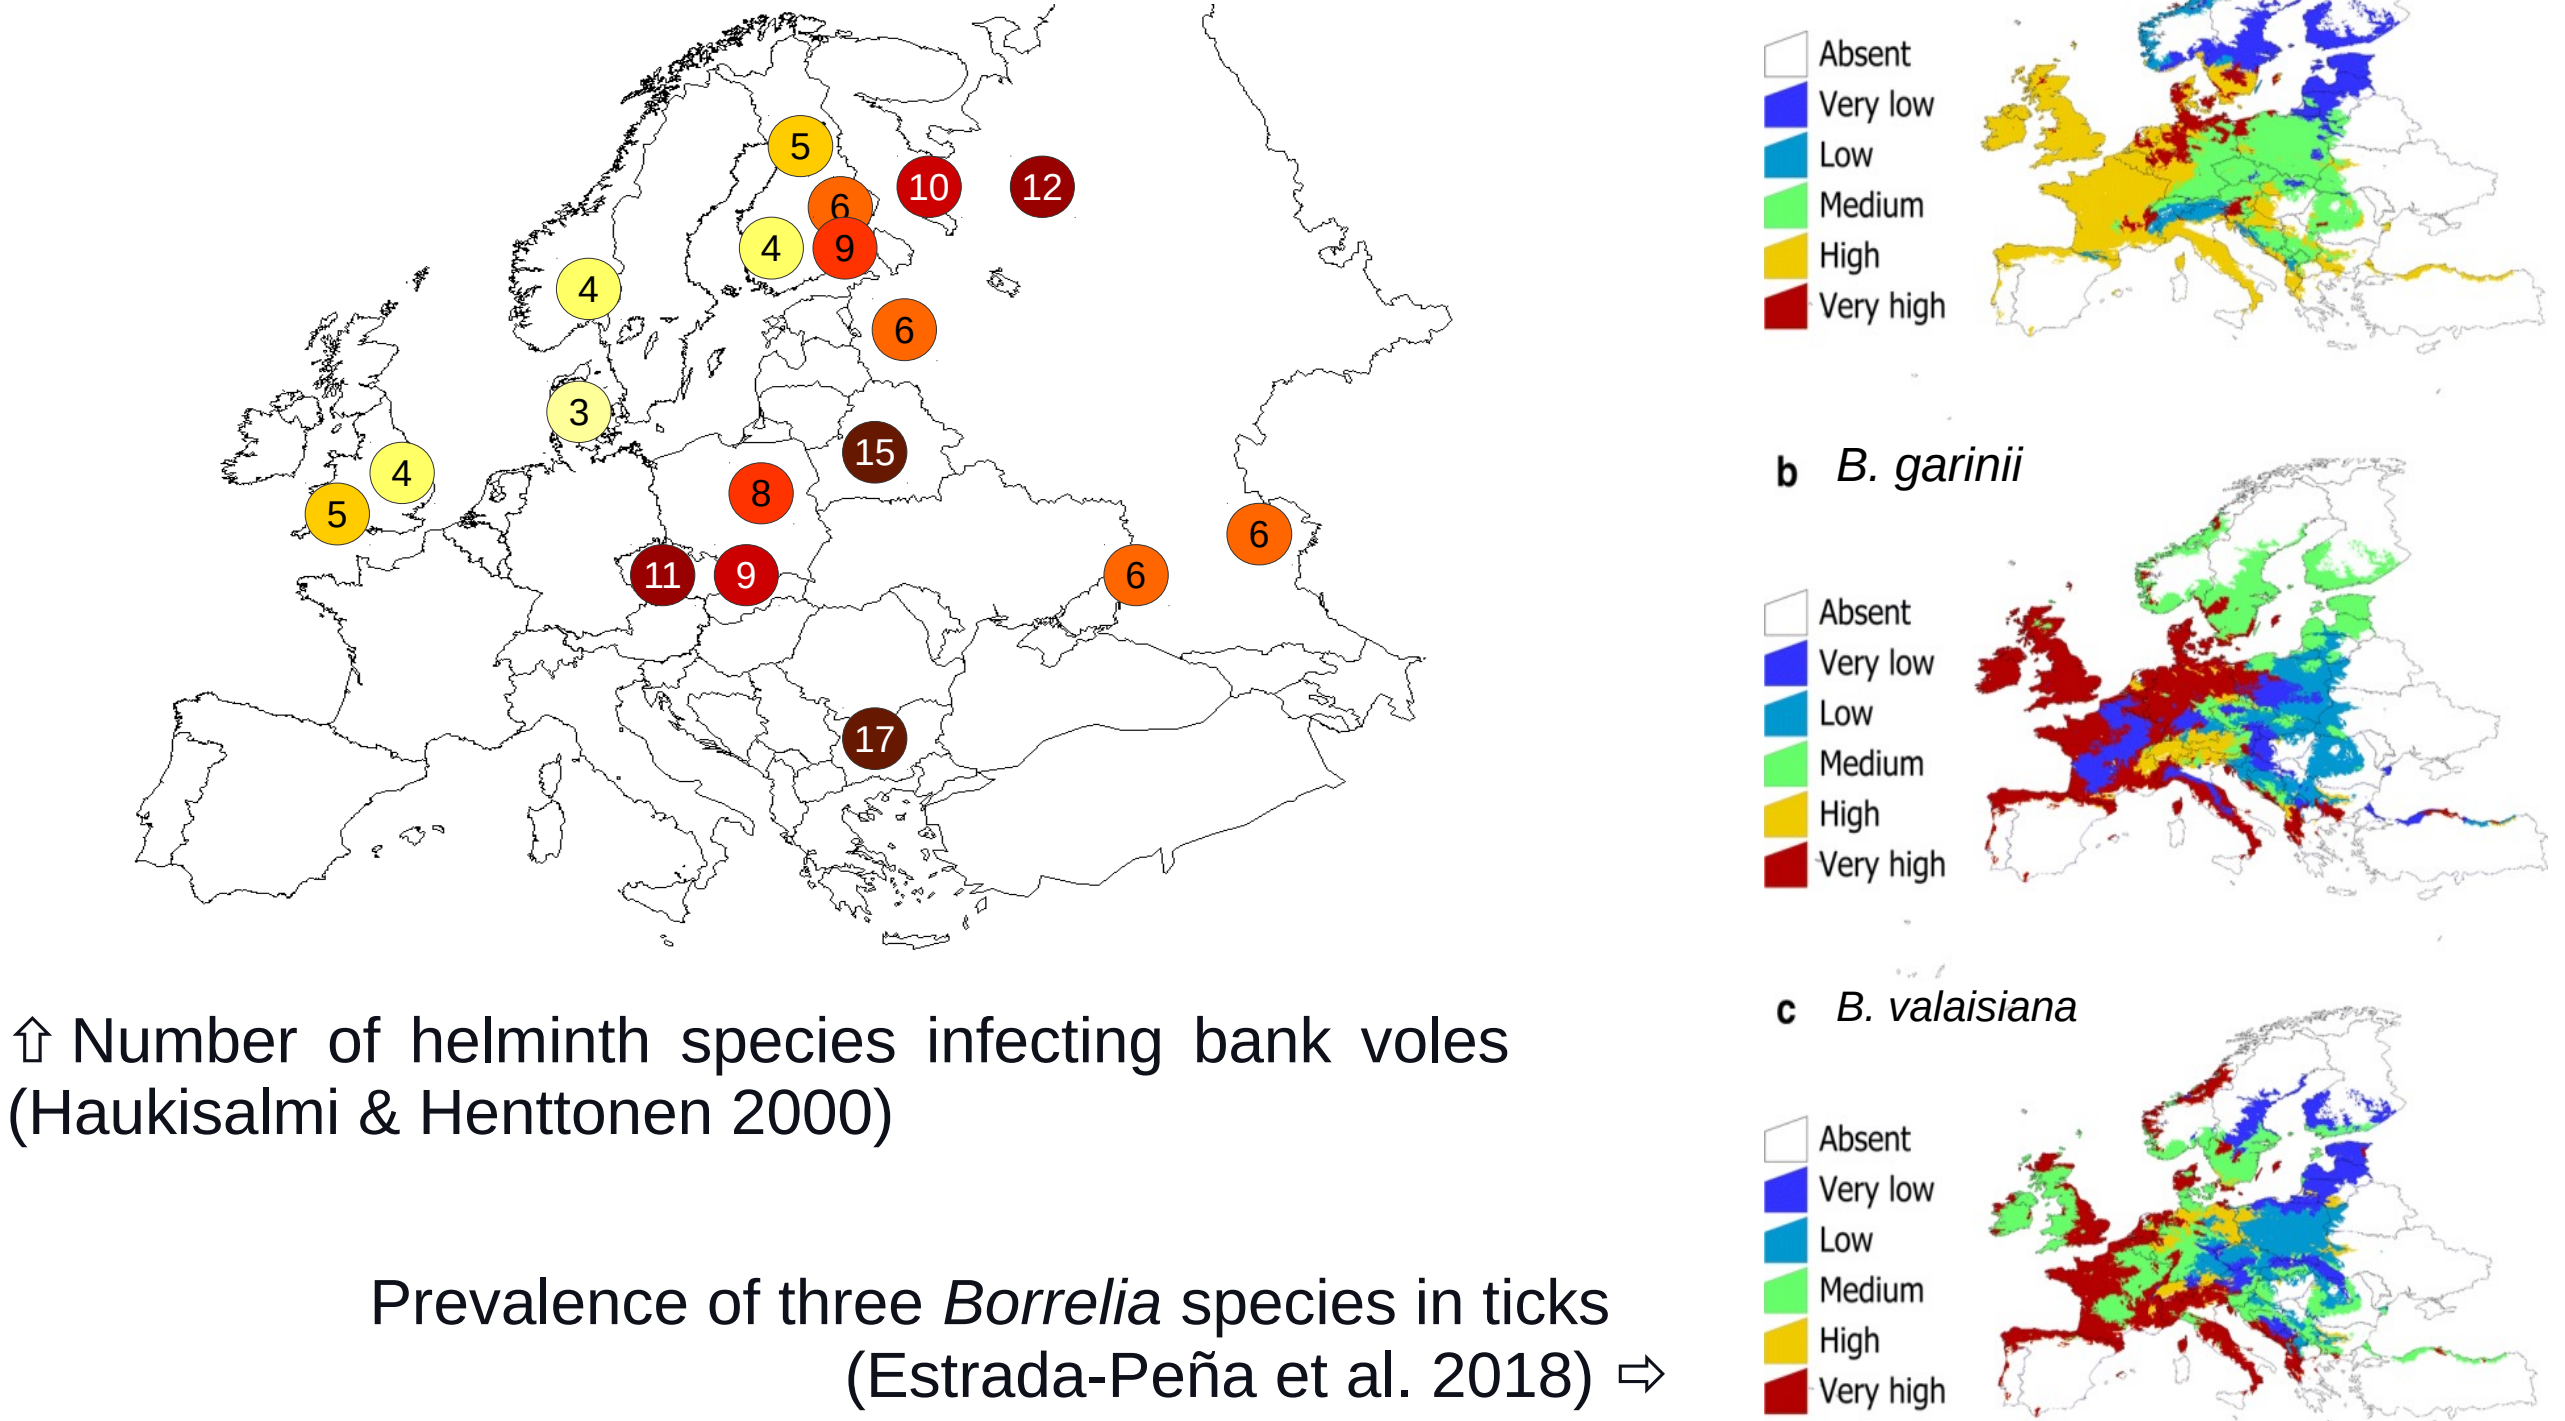 5
10
12
6
4
9
4
6
3
15
4
8
5
6
11
9
6
17
⇧ Number of helminth species infecting bank voles
(Haukisalmi & Henttonen 2000)
Prevalence of three Borrelia species in ticks
(Estrada-Peña et al. 2018) ⇨
Absent
Very low
Low
Medium
High
Very high
b B. garinii
Absent
Very low
Low
Medium
High
Very high
c B. valaisiana
Absent
Very low
Low
Medium
High
Very high